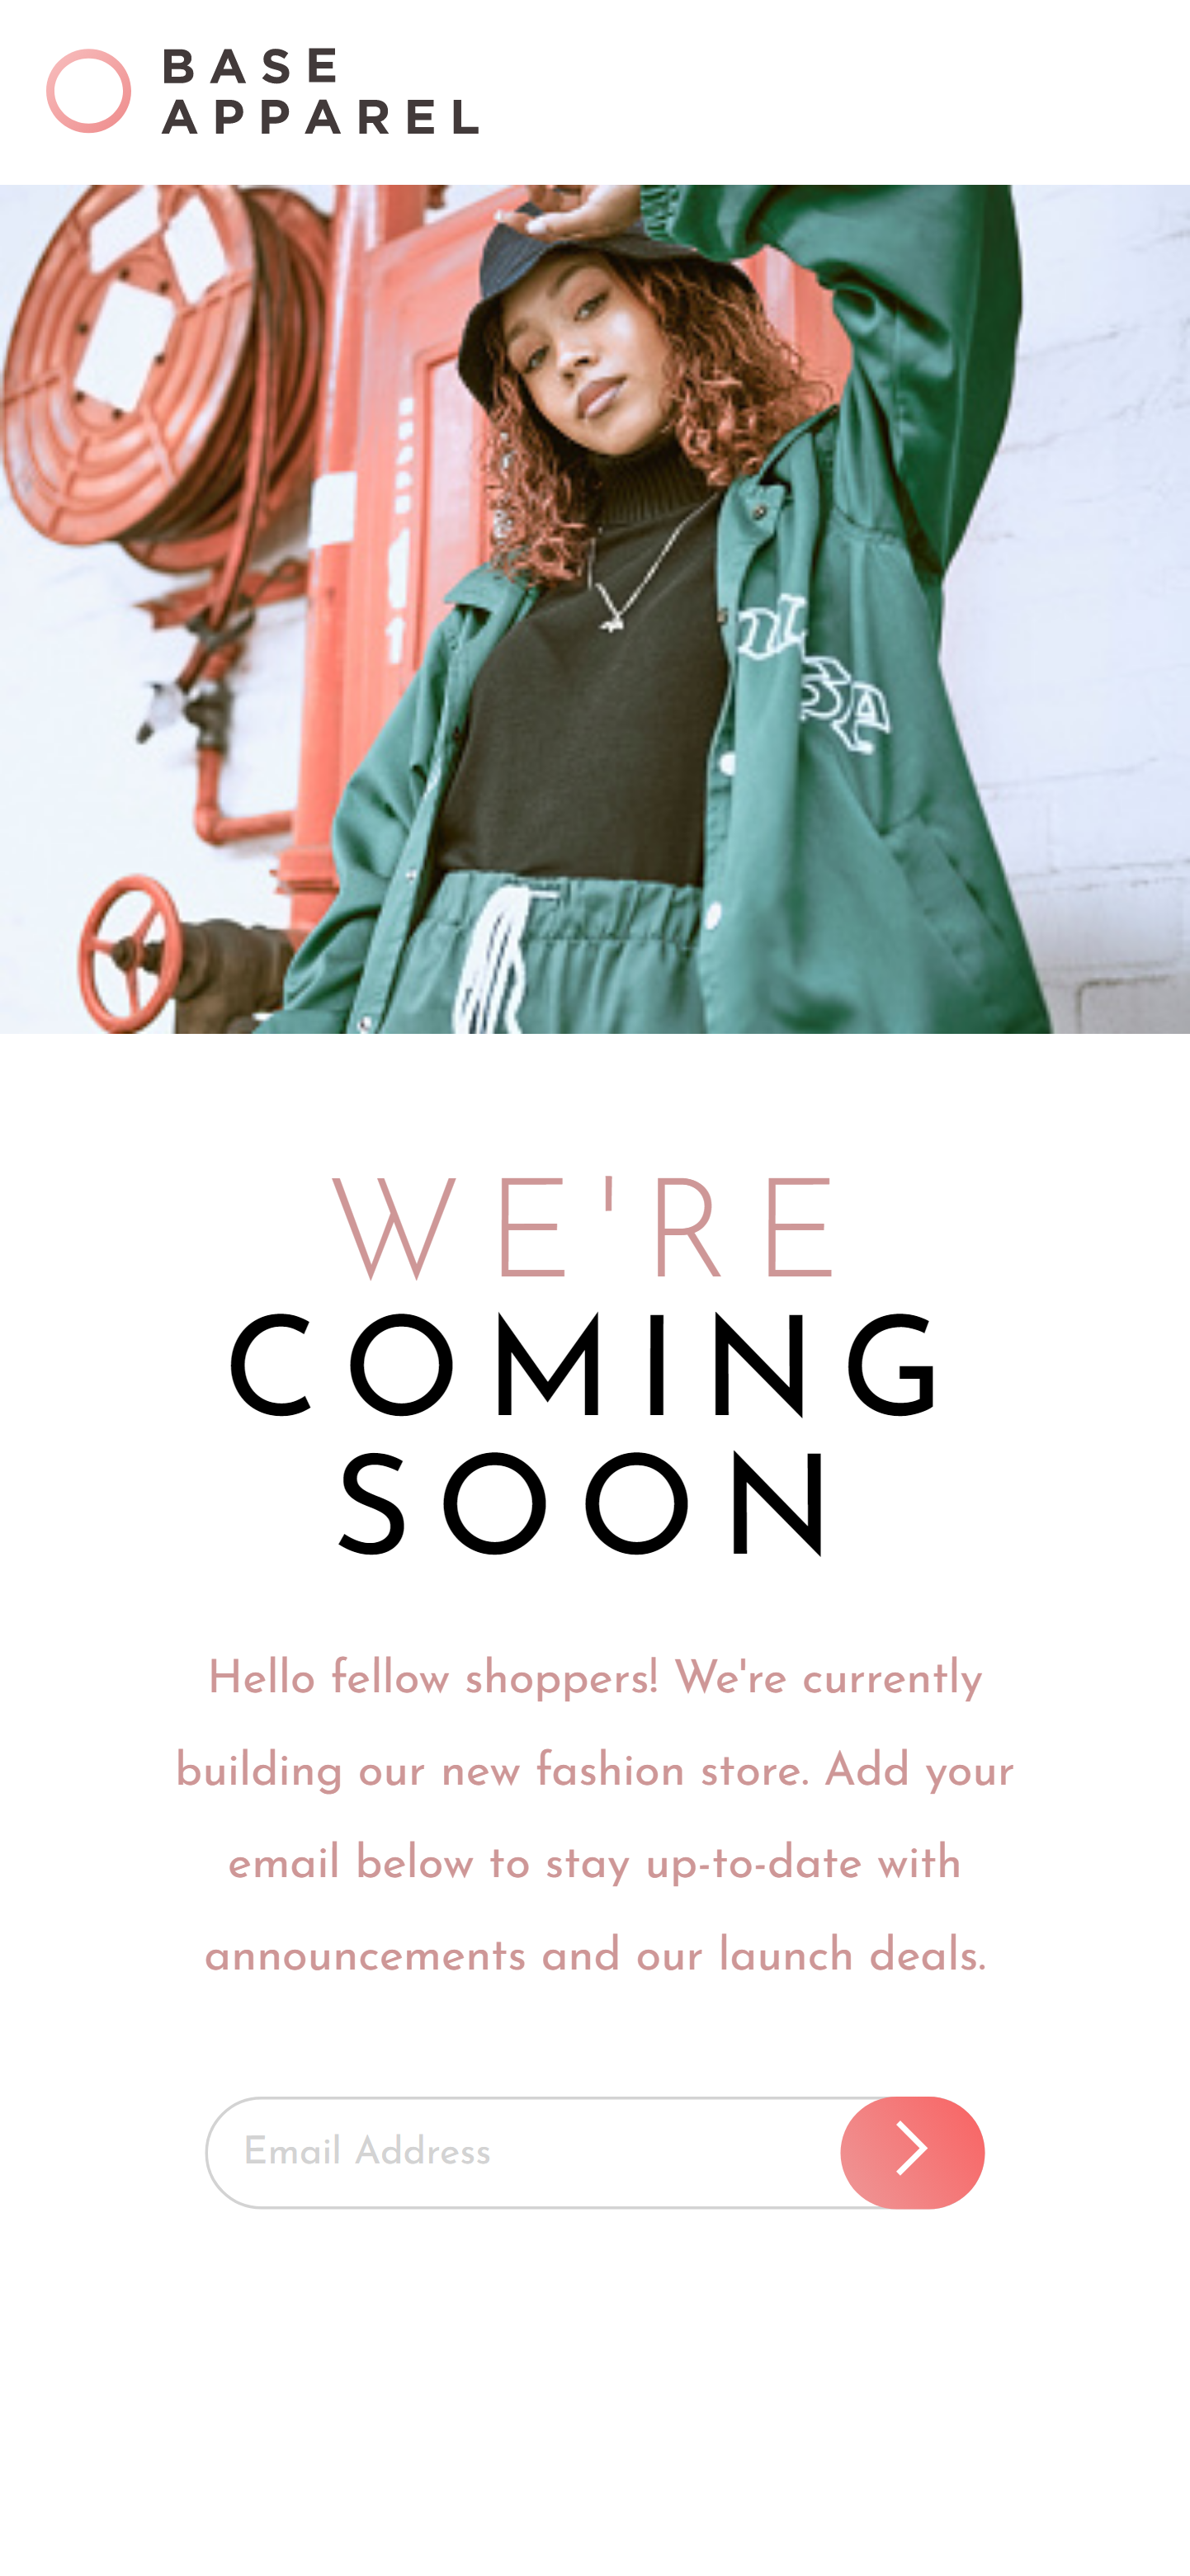 BASE
APPAREL
WE'RE
COMING
SOON
Hello fellow shoppers! We're currently
building our new fashion store. Add your
email below to stay up-to-date with
announcements and our launch deals.
Email Address